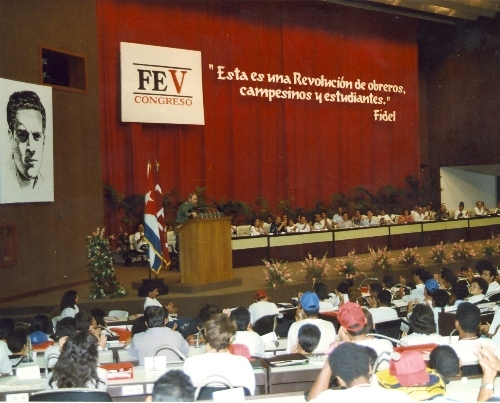 FEV
CONGRESO
"Esta es una Revolución de obreros,
campesinos y estudiantes."
Fidel